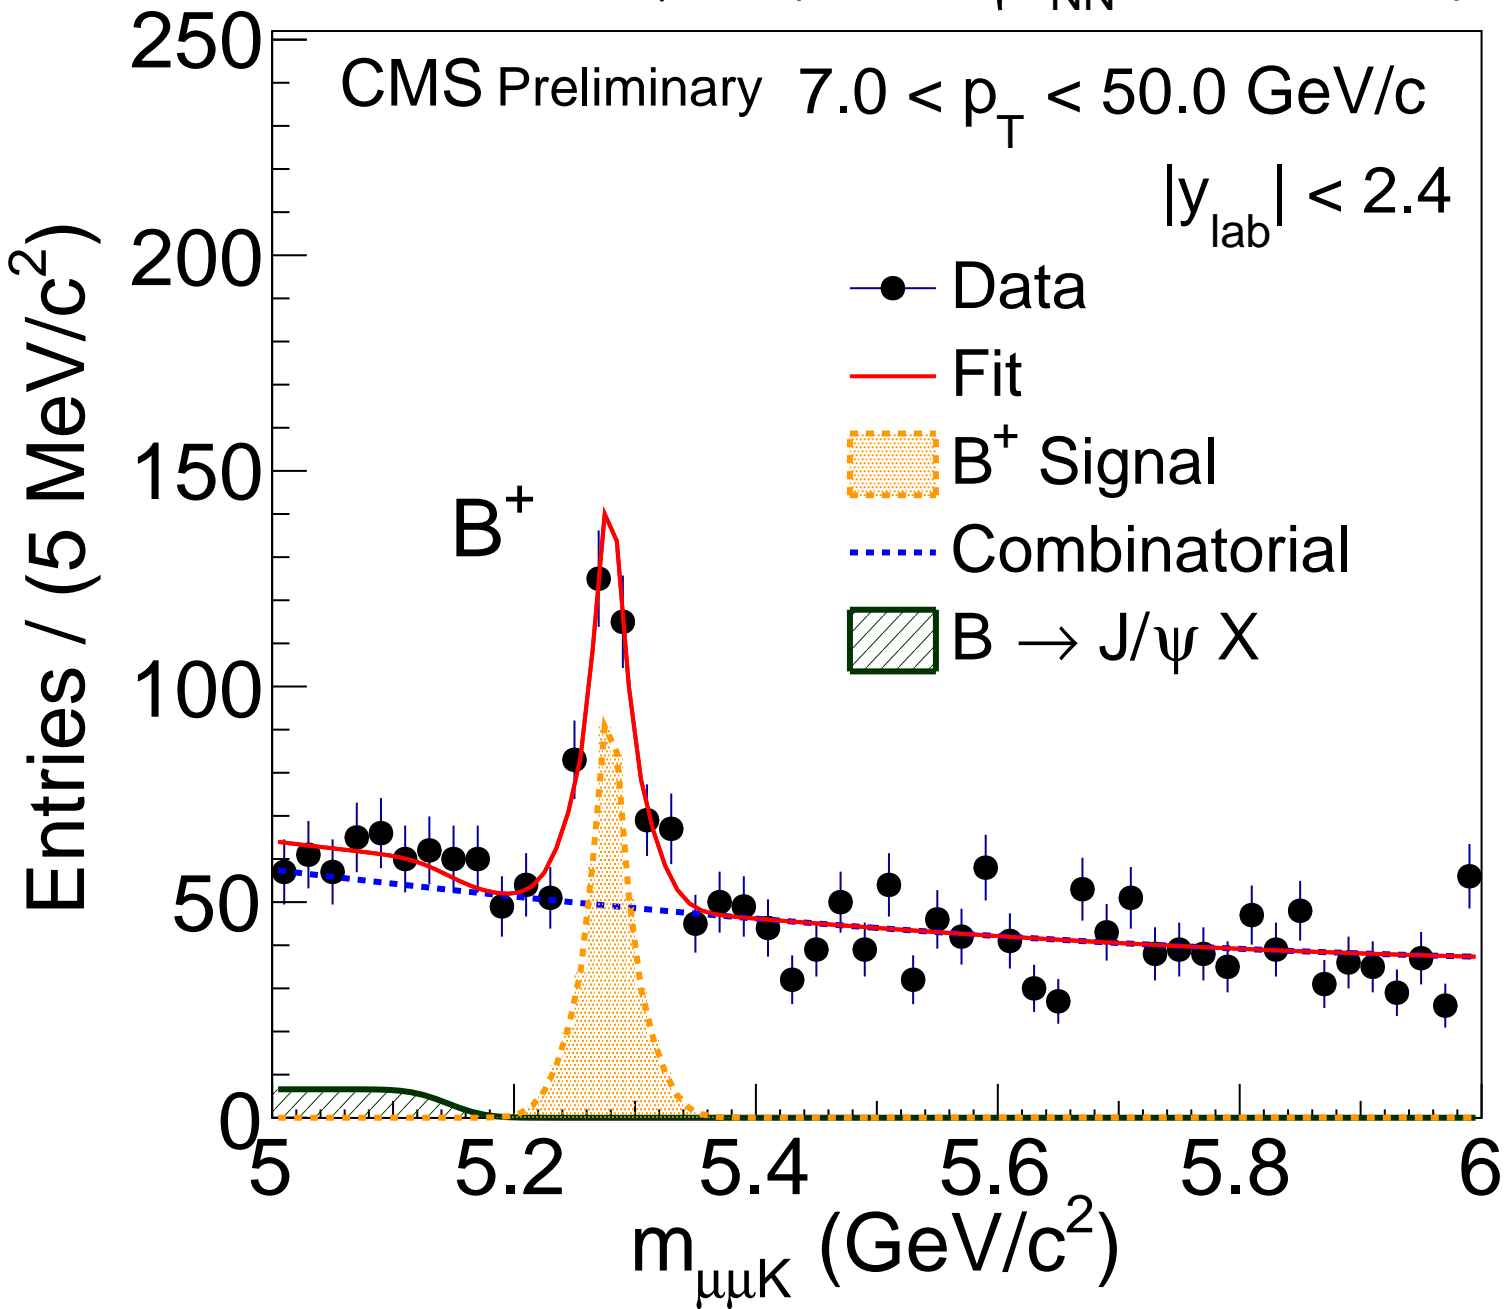 NN
CMS Preliminary 7.0 < p_T < 50.0 GeV/c
|y_lab| < 2.4
Data
Fit
B⁺ Signal
Combinatorial
B → J/ψ X
B⁺
Entries / (5 MeV/c²)
250
200
150
100
50
0
5 5.2 5.4 5.6 5.8 6
m_μμK (GeV/c²)